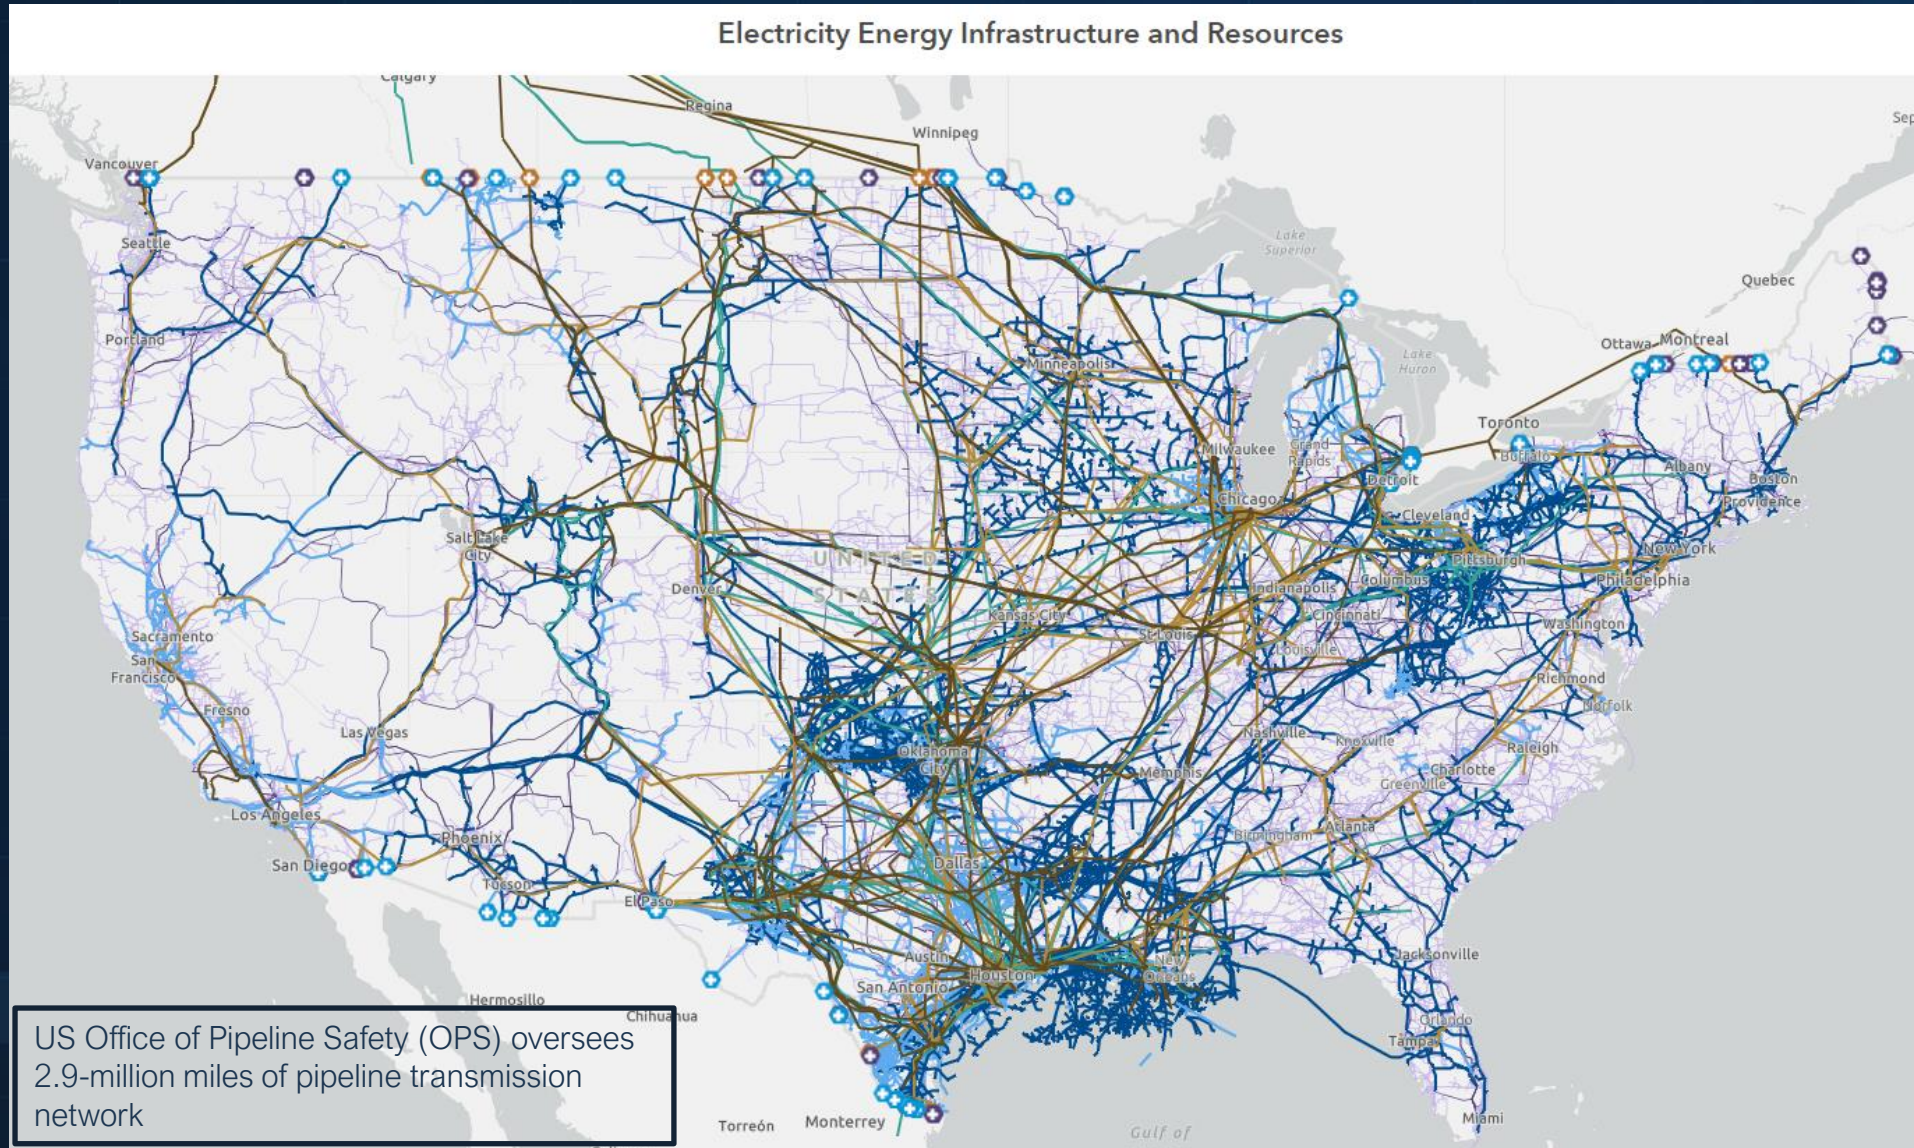 Electricity Energy Infrastructure and Resources
Calgary
Regina
Winnipeg
Sep
Vancouver
Seattle
Lake
Superior
Quebec
Portland
Ottawa
Montreal
Minneapolis
Lake
Huron
Toronto
Milwaukee
Grand
Rapids
Buffalo
Albany
Detroit
Boston
Providence
Chicago
Cleveland
Salt Lake
City
New York
UNITED
STATES
Pittsburgh
Denver
Indianapolis
Columbus
Philadelphia
Kansas City
Cincinnati
Washington
Sacramento
St Louis
Louisville
San
Francisco
Richmond
Fresno
Norfolk
Las Vegas
Nashville
Knoxville
Raleigh
Oklahoma
City
Memphis
Charlotte
Greenville
Los Angeles
Birmingham
Atlanta
Phoenix
San Diego
Dallas
Tucson
El Paso
Austin
Houston
New
Orleans
Jacksonville
San Antonio
Hermosillo
Chihuahua
Orlando
Tampa
US Office of Pipeline Safety (OPS) oversees
2.9-million miles of pipeline transmission
network
Torreón
Monterrey
Gulf of
Miami